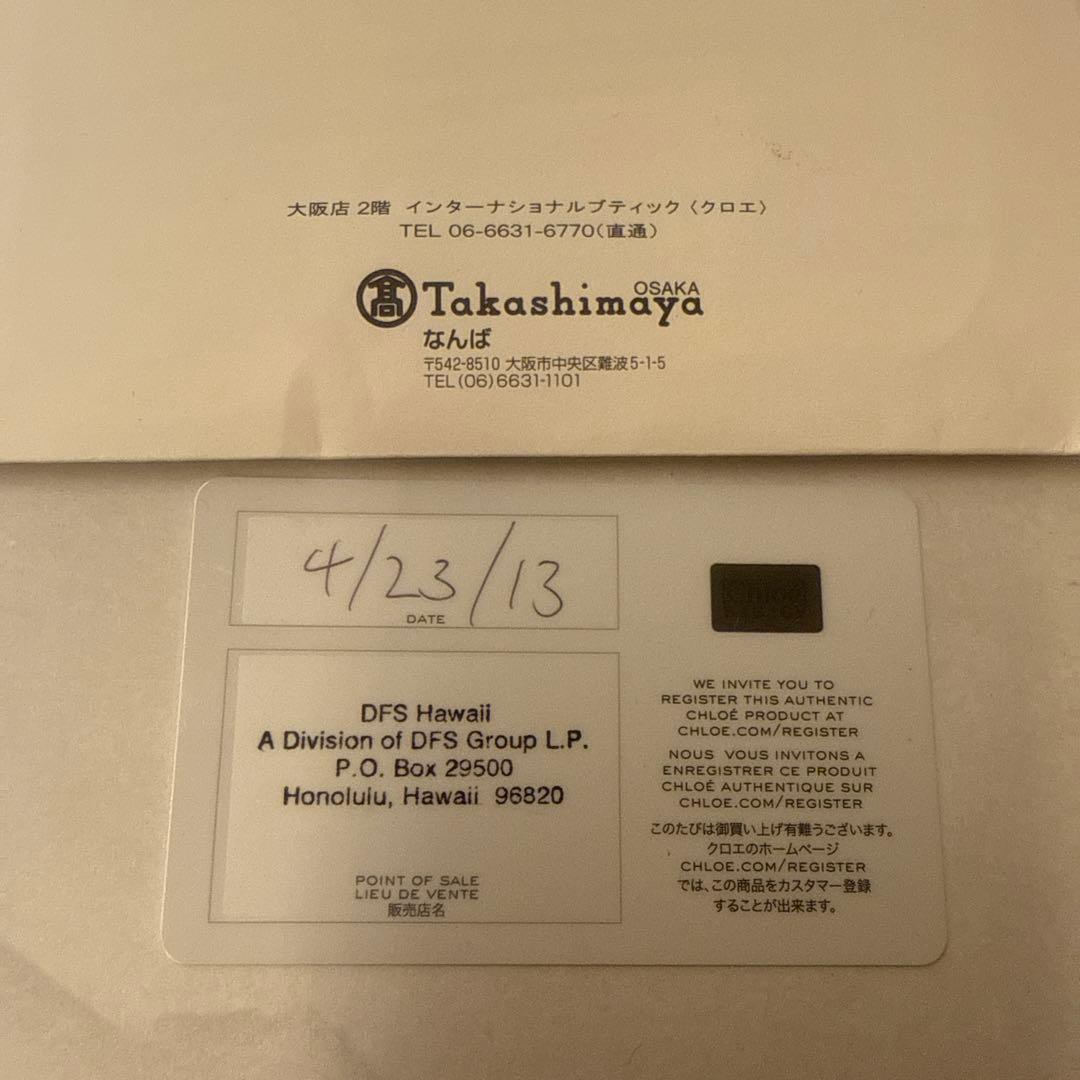 大阪店 2階 インターナショナルブティック〈クロエ〉
TEL 06-6631-6770(直通)
髙 Takashimaya OSAKA
なんば
〒542-8510 大阪市中央区難波5-1-5
TEL(06)6631-1101
4/23/13
DATE
DFS Hawaii
A Division of DFS Group L.P.
P.O. Box 29500
Honolulu, Hawaii 96820
POINT OF SALE
LIEU DE VENTE
販売店名
Chloé
WE INVITE YOU TO
REGISTER THIS AUTHENTIC
CHLOÉ PRODUCT AT
CHLOE.COM/REGISTER
NOUS VOUS INVITONS A
ENREGISTRER CE PRODUIT
CHLOÉ AUTHENTIQUE SUR
CHLOE.COM/REGISTER
このたびは御買い上げ有難うございます。
クロエのホームページ
CHLOE.COM/REGISTER
では、この商品をカスタマー登録
することが出来ます。